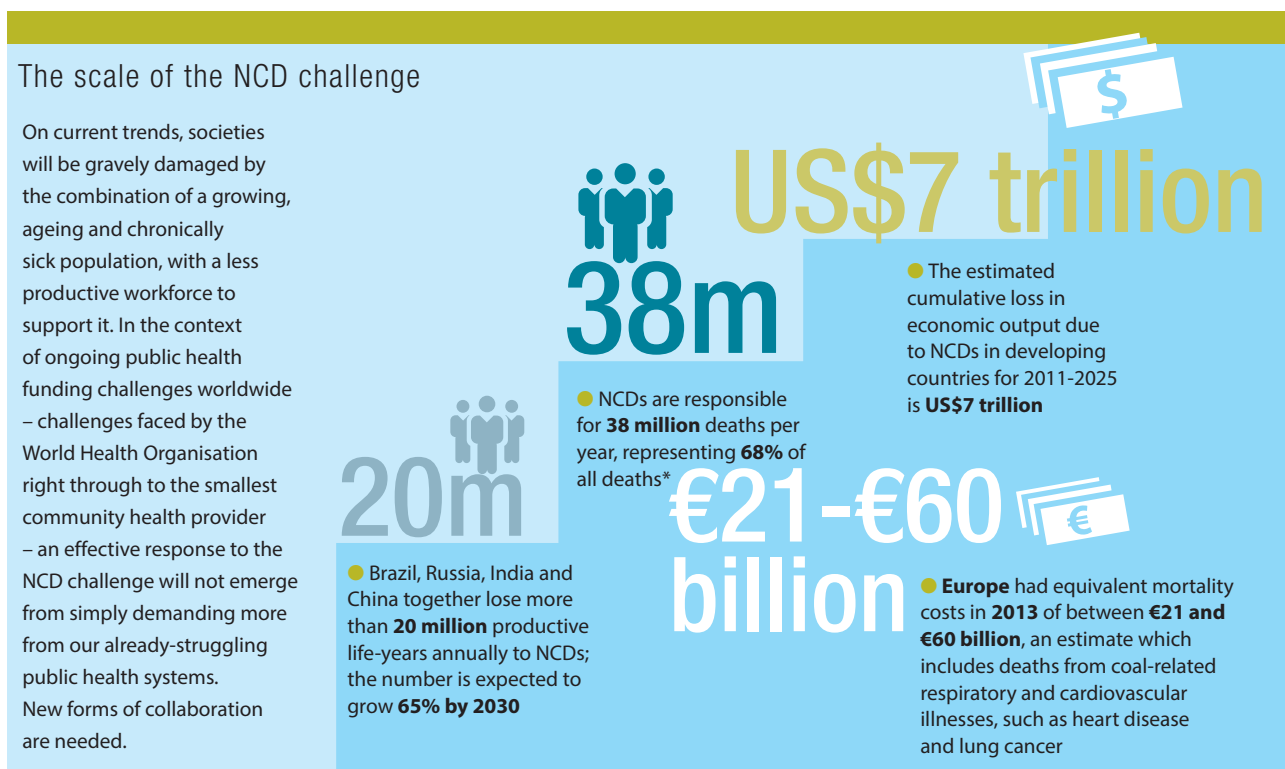 The scale of the NCD challenge
On current trends, societies
will be gravely damaged by
the combination of a growing,
ageing and chronically
sick population, with a less
productive workforce to
support it. In the context
of ongoing public health
funding challenges worldwide
– challenges faced by the
World Health Organisation
right through to the smallest
community health provider
– an effective response to the
NCD challenge will not emerge
from simply demanding more
from our already-struggling
public health systems.
New forms of collaboration
are needed.
20m
● Brazil, Russia, India and
China together lose more
than 20 million productive
life-years annually to NCDs;
the number is expected to
grow 65% by 2030
38m
● NCDs are responsible
for 38 million deaths per
year, representing 68% of
all deaths*
$
US$7 trillion
● The estimated
cumulative loss in
economic output due
to NCDs in developing
countries for 2011-2025
is US$7 trillion
€21-€60
billion
€
● Europe had equivalent mortality
costs in 2013 of between €21 and
€60 billion, an estimate which
includes deaths from coal-related
respiratory and cardiovascular
illnesses, such as heart disease
and lung cancer